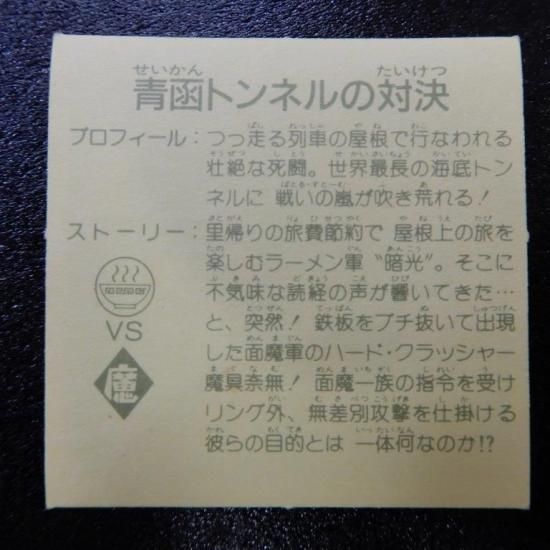 青函トンネルの対決
プロフィール：つっ走る列車の屋根で行なわれる
壮絶な死闘。世界最長の海底トン
ネルに 戦いの嵐が吹き荒れる！
ストーリー：里帰りの旅費節約で 屋根上の旅を
楽しむラーメン軍〝暗光〟。そこに
不気味な読経の声が響いてきた…
と、突然！ 鉄板をブチ抜いて出現
した面魔軍のハード・クラッシャー
魔具奈無！ 面魔一族の指令を受け
リング外、無差別攻撃を仕掛ける
彼らの目的とは 一体何なのか!?
VS
魔